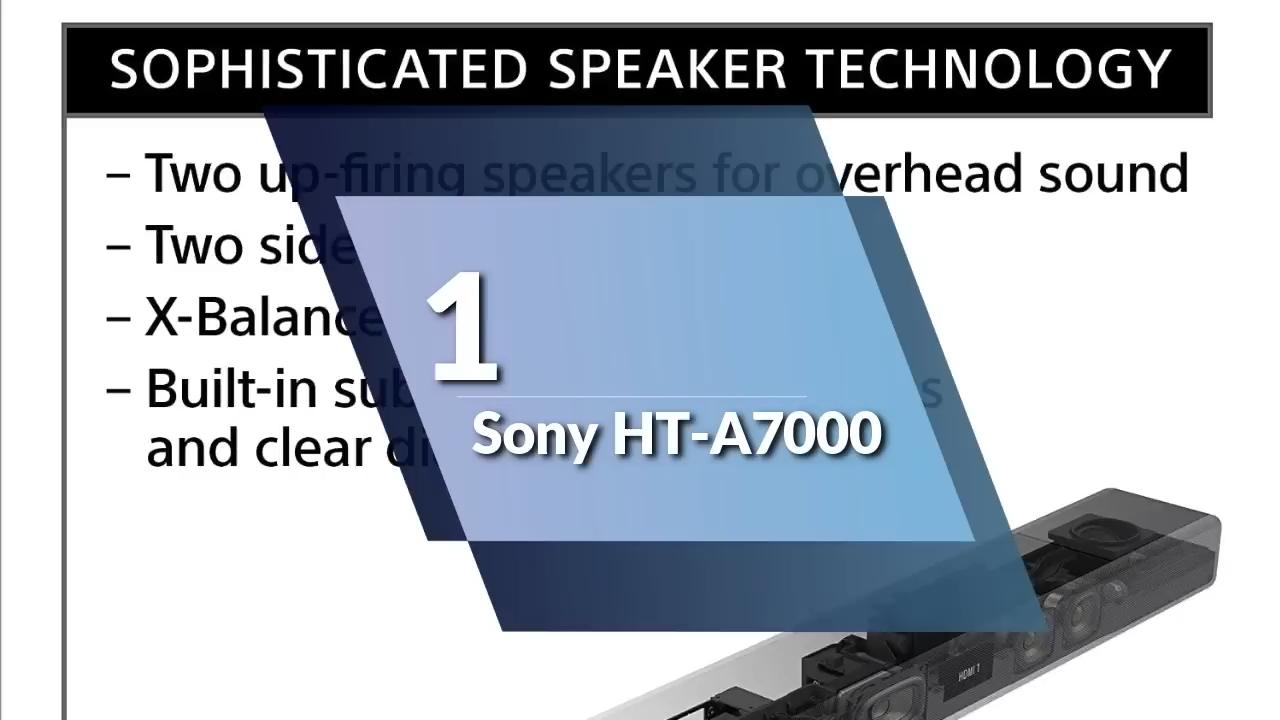 SOPHISTICATED SPEAKER TECHNOLOGY
– Two up-firing speakers for overhead sound
– Two side
– X-Balance
– Built-in sub
and clear
1
Sony HT-A7000
HDMI 1